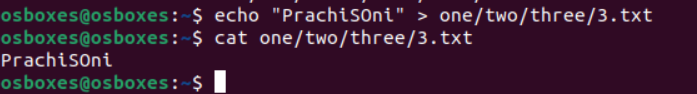 osboxes@osboxes:~$ echo "PrachiSOni" > one/two/three/3.txt
osboxes@osboxes:~$ cat one/two/three/3.txt
PrachiSOni
osboxes@osboxes:~$